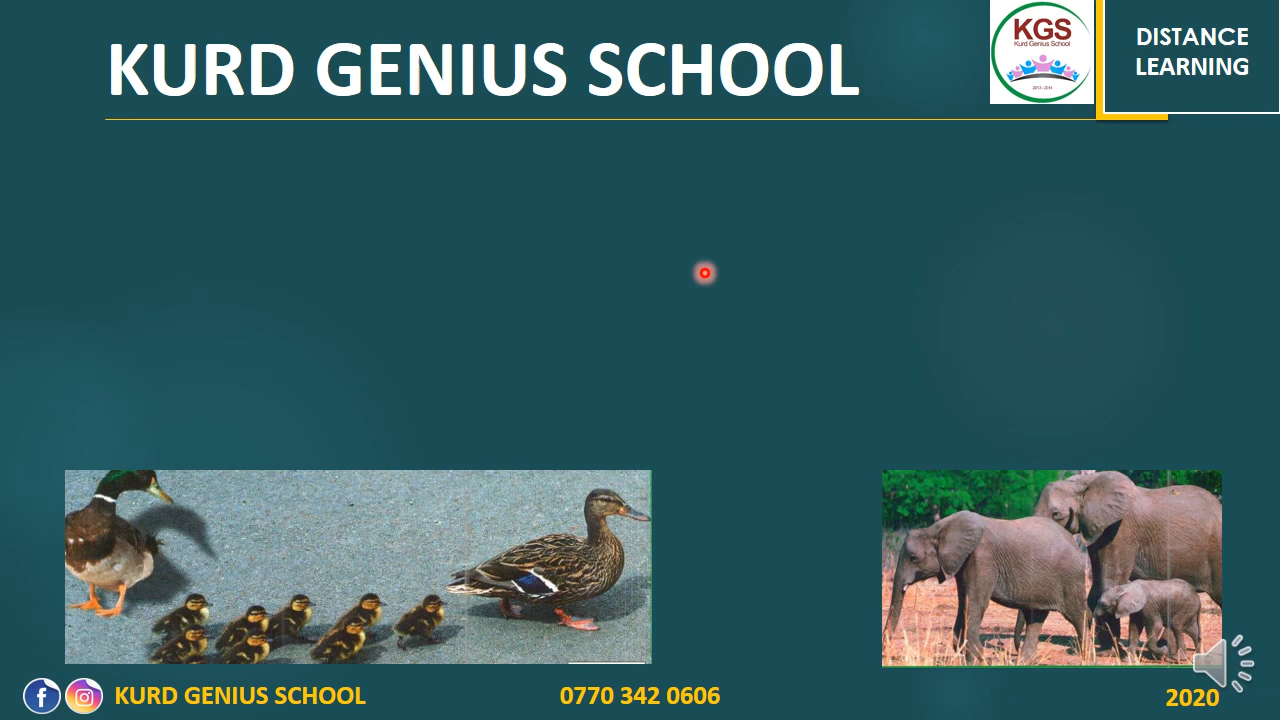 KURD GENIUS SCHOOL
KGS
Kurd Genius School
DISTANCE
LEARNING
KURD GENIUS SCHOOL
0770 342 0606
2020